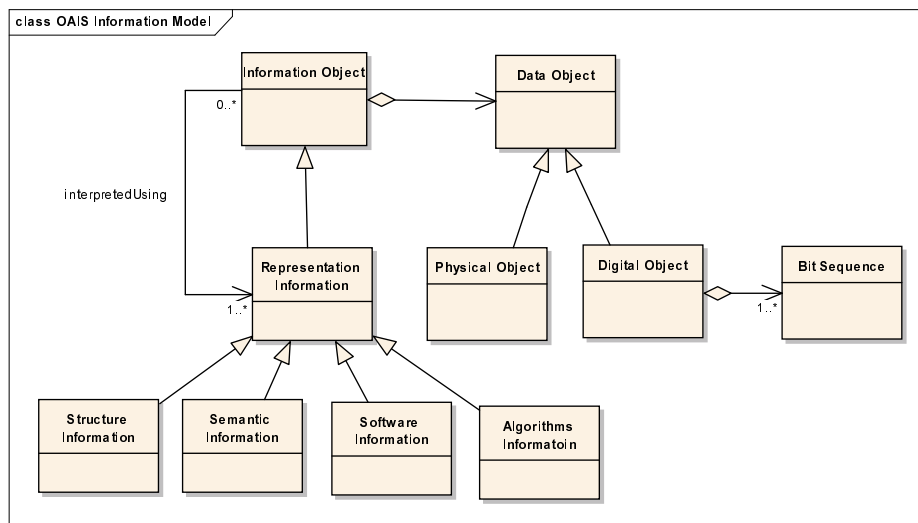 class OAIS Information Model
Information Object
Data Object
0..*
interpretedUsing
Representation
Information
1..*
Physical Object
Digital Object
Bit Sequence
1..*
Structure
Information
Semantic
Information
Software
Information
Algorithms
Informatoin